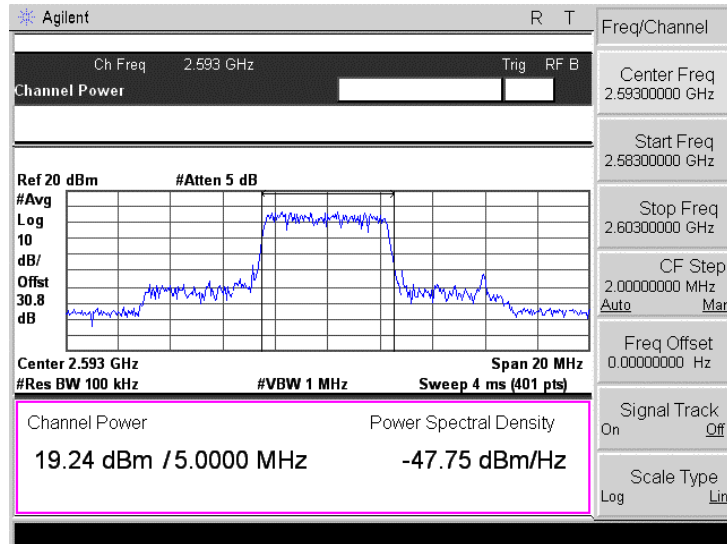 Agilent
R T
Ch Freq 2.593 GHz
Trig RF B
Channel Power
Ref 20 dBm
#Atten 5 dB
#Avg
Log
10
dB/
Offst
30.8
dB
Center 2.593 GHz
Span 20 MHz
#Res BW 100 kHz
#VBW 1 MHz
Sweep 4 ms (401 pts)
Channel Power
Power Spectral Density
19.24 dBm / 5.0000 MHz
-47.75 dBm/Hz
Freq/Channel
Center Freq
2.59300000 GHz
Start Freq
2.58300000 GHz
Stop Freq
2.60300000 GHz
CF Step
2.00000000 MHz
Auto Man
Freq Offset
0.00000000 Hz
Signal Track
On Off
Scale Type
Log Lin